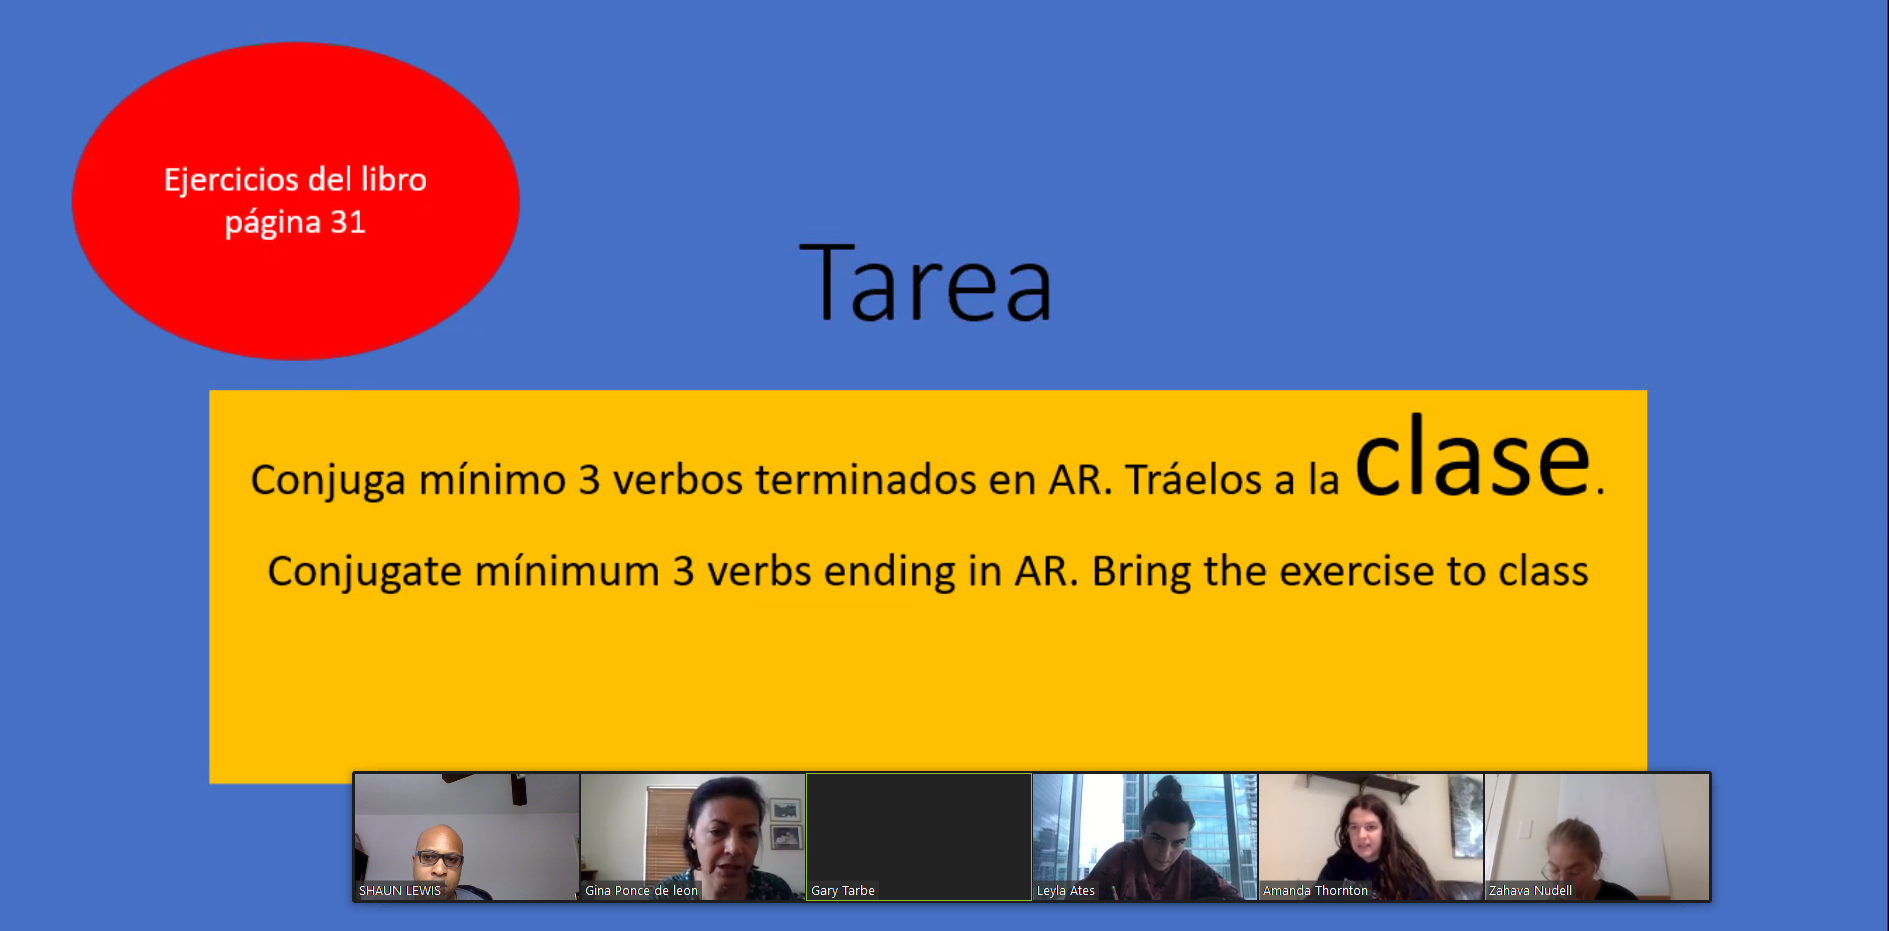 Ejercicios del libro
página 31
Tarea
Conjuga mínimo 3 verbos terminados en AR. Tráelos a la clase.
Conjugate mínimum 3 verbs ending in AR. Bring the exercise to class
SHAUN LEWIS
Gina Ponce de leon
Gary Tarbe
Leyla Ates
Amanda Thornton
Zahava Nudell